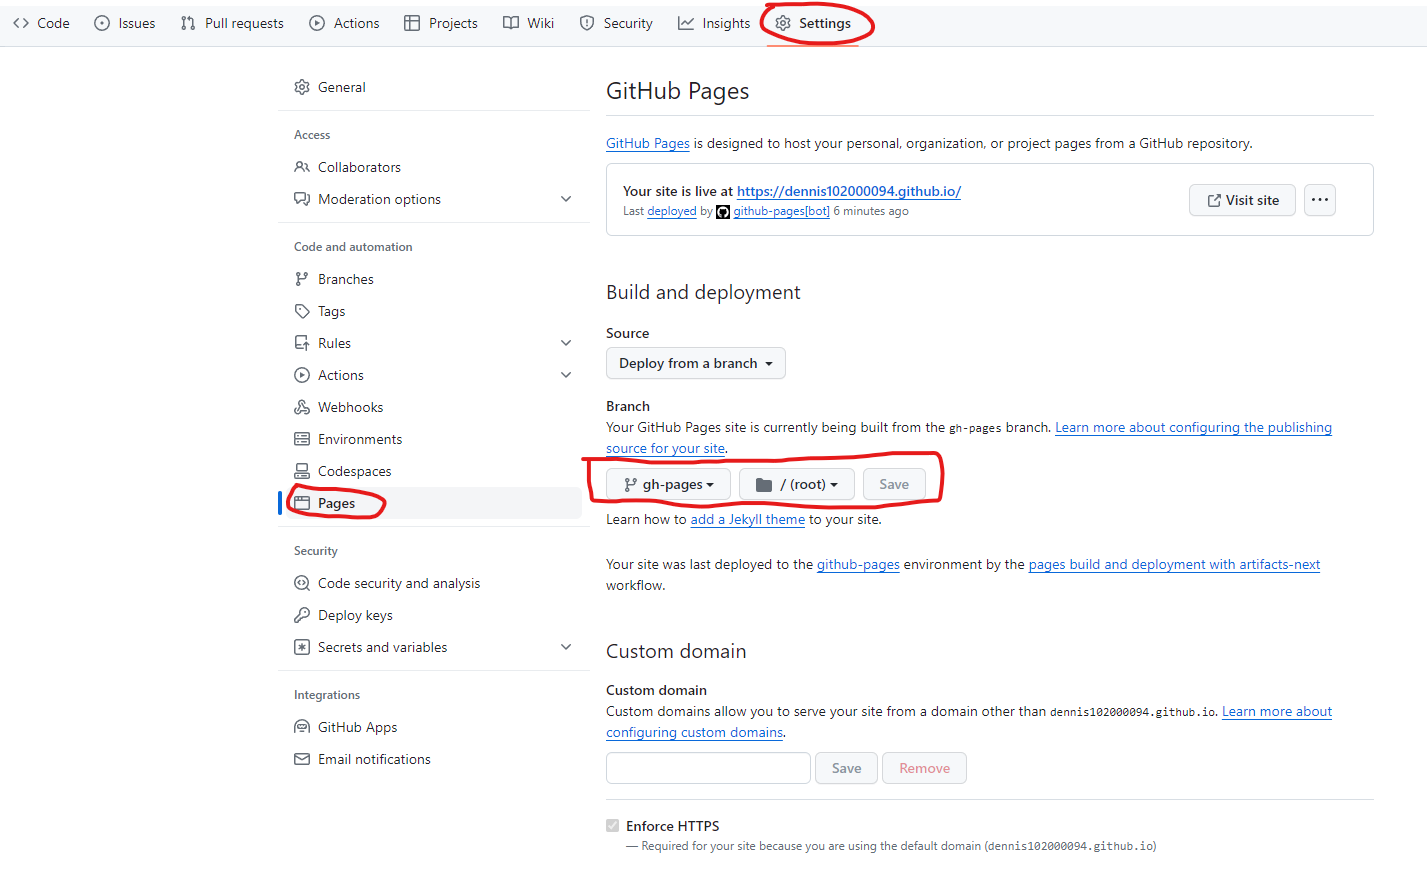 Code Issues Pull requests Actions Projects Wiki Security Insights Settings
General
Access
Collaborators
Moderation options
Code and automation
Branches
Tags
Rules
Actions
Webhooks
Environments
Codespaces
Pages
Security
Code security and analysis
Deploy keys
Secrets and variables
Integrations
GitHub Apps
Email notifications
GitHub Pages
GitHub Pages is designed to host your personal, organization, or project pages from a GitHub repository.
Your site is live at https://dennis102000094.github.io/
Last deployed by github-pages[bot] 6 minutes ago
Visit site
Build and deployment
Source
Deploy from a branch
Branch
Your GitHub Pages site is currently being built from the gh-pages branch. Learn more about configuring the publishing
source for your site.
gh-pages / (root) Save
Learn how to add a Jekyll theme to your site.
Your site was last deployed to the github-pages environment by the pages build and deployment with artifacts-next
workflow.
Custom domain
Custom domain
Custom domains allow you to serve your site from a domain other than dennis102000094.github.io. Learn more about
configuring custom domains.
Save Remove
Enforce HTTPS
— Required for your site because you are using the default domain (dennis102000094.github.io)